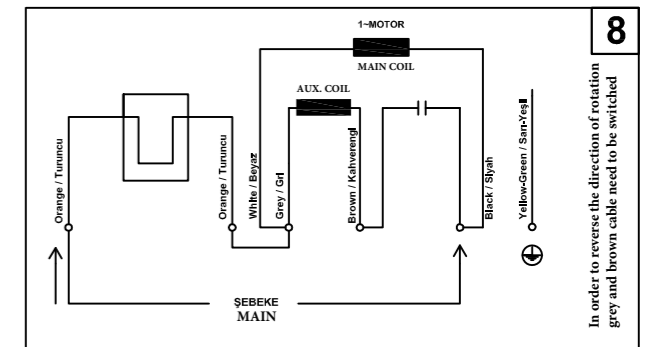 8
1~MOTOR
MAIN COIL
AUX. COIL
Orange / Turuncu
Orange / Turuncu
White / Beyaz
Grey / Gri
Brown / Kahverengi
Black / Siyah
Yellow-Green / Sarı-Yeşil
ŞEBEKE
MAIN
In order to reverse the direction of rotation
grey and brown cable need to be switched